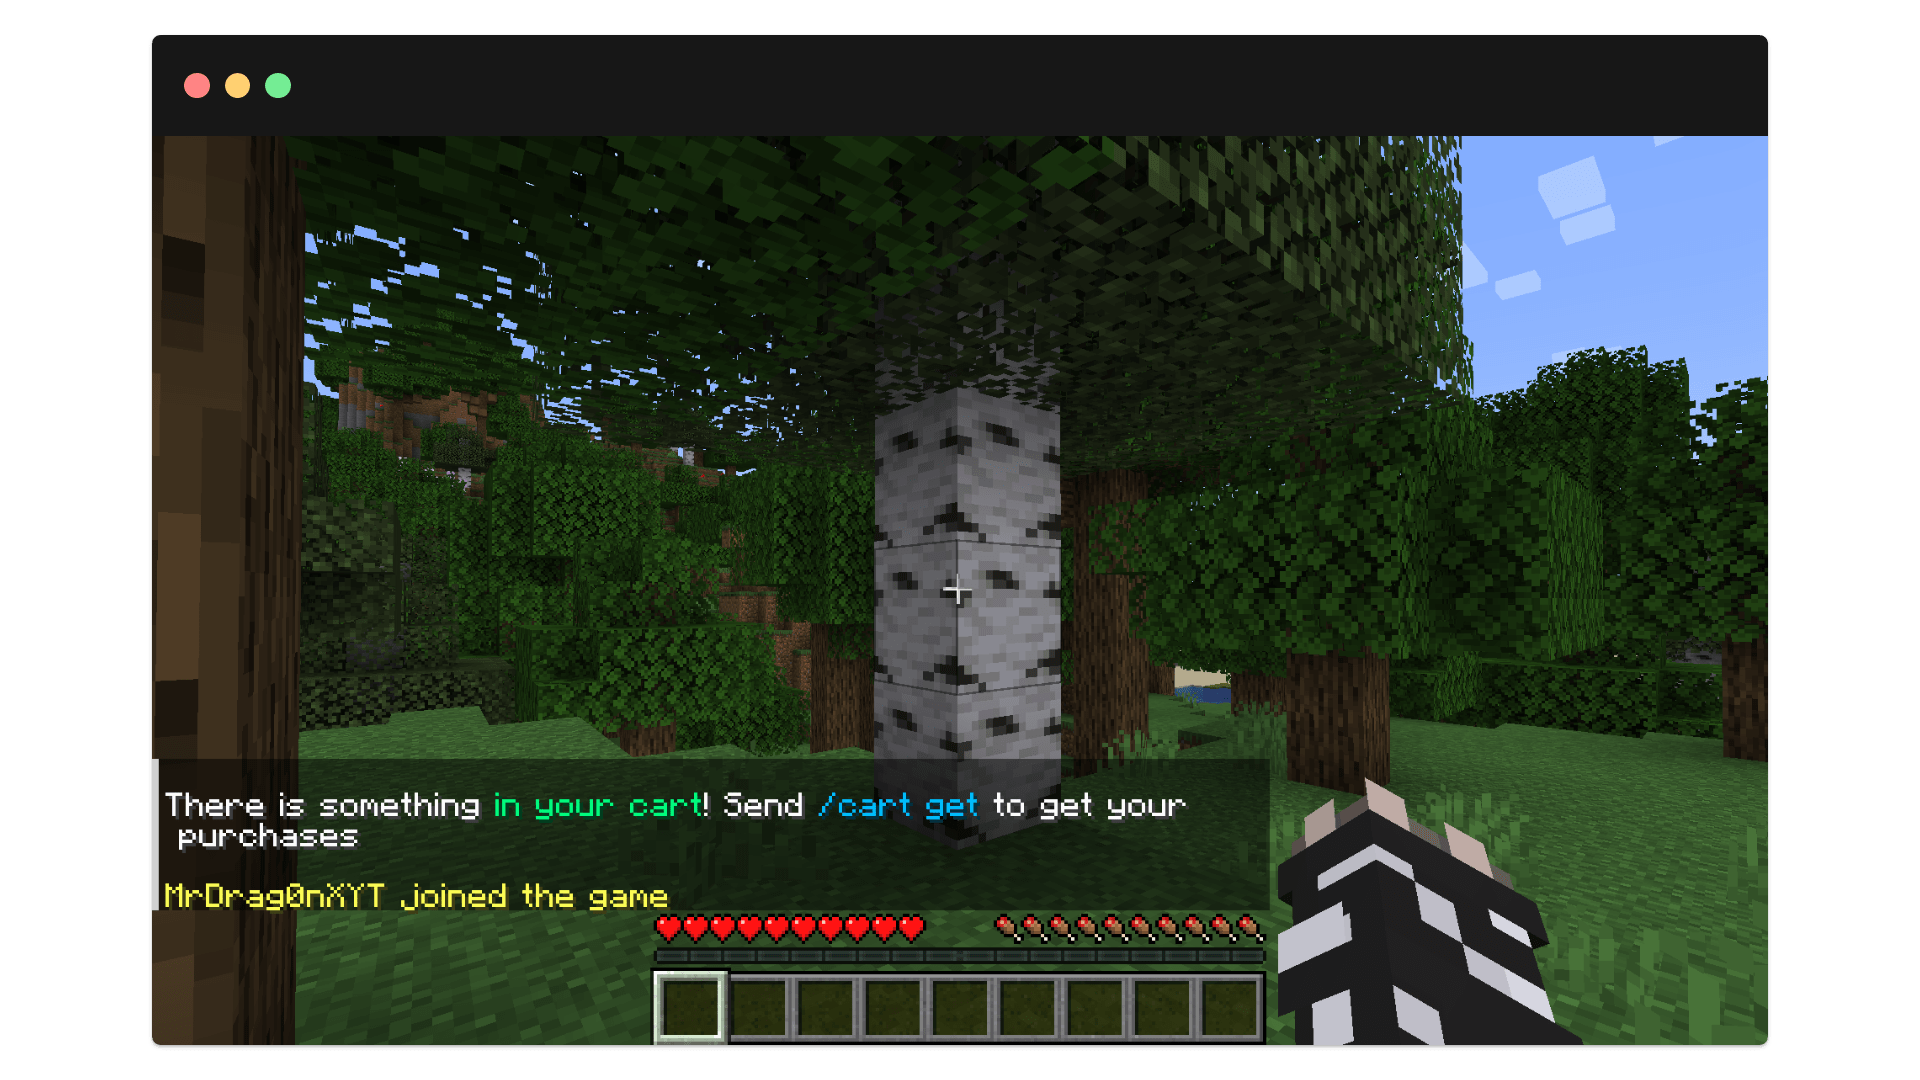 There is something in your cart! Send /cart get to get your
purchases
MrDrag0nXYT joined the game